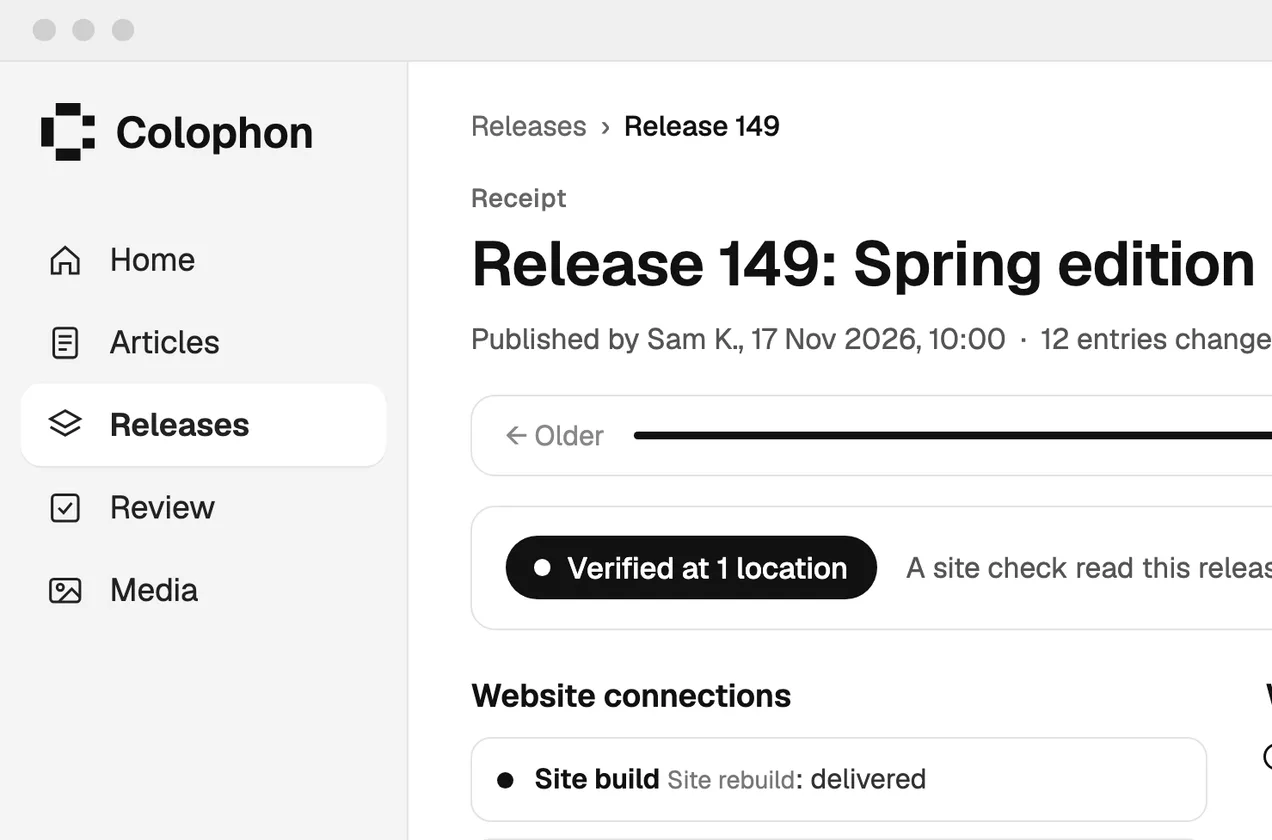 Colophon
Home
Articles
Releases
Review
Media
Releases › Release 149
Receipt
Release 149: Spring edition
Published by Sam K., 17 Nov 2026, 10:00 · 12 entries change
← Older
Verified at 1 location
A site check read this releas
Website connections
Site build Site rebuild: delivered